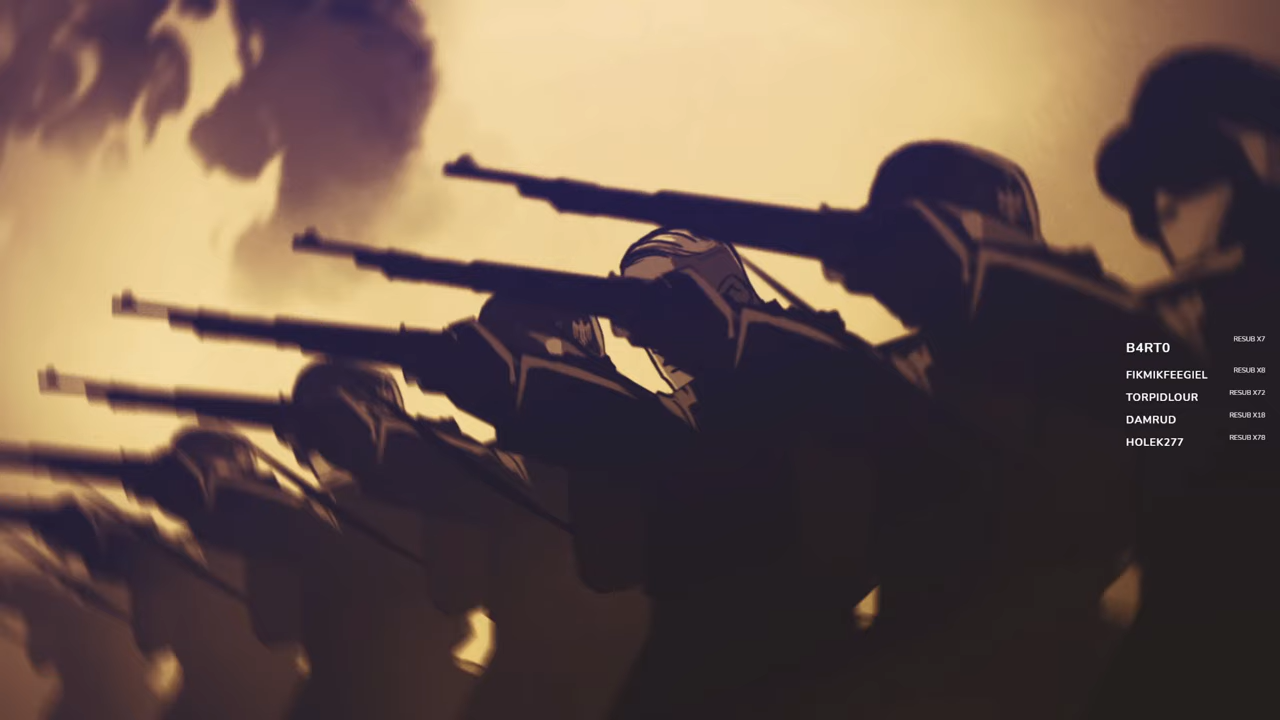 B4RT0 RESUB X7
FIKMIKFEEGIEL RESUB X8
TORPIDLOUR RESUB X72
DAMRUD RESUB X18
HOLEK277 RESUB X78